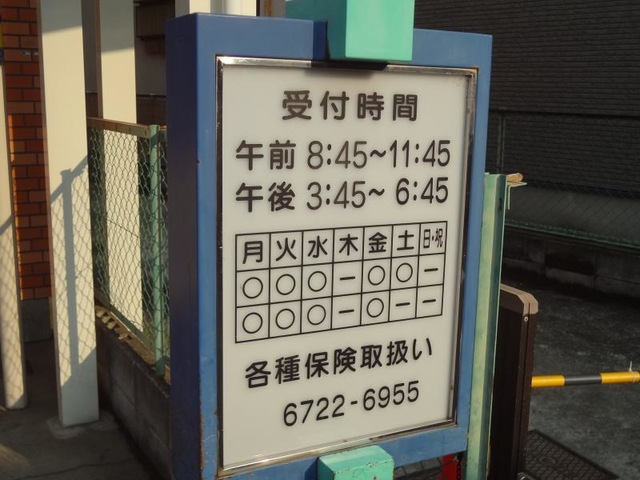 受付時間
午前 8:45～11:45
午後 3:45～ 6:45
月 火 水 木 金 土 日・祝
○ ○ ○ ー ○ ○ ー
○ ○ ○ ー ○ ー ー
各種保険取扱い
6722-6955